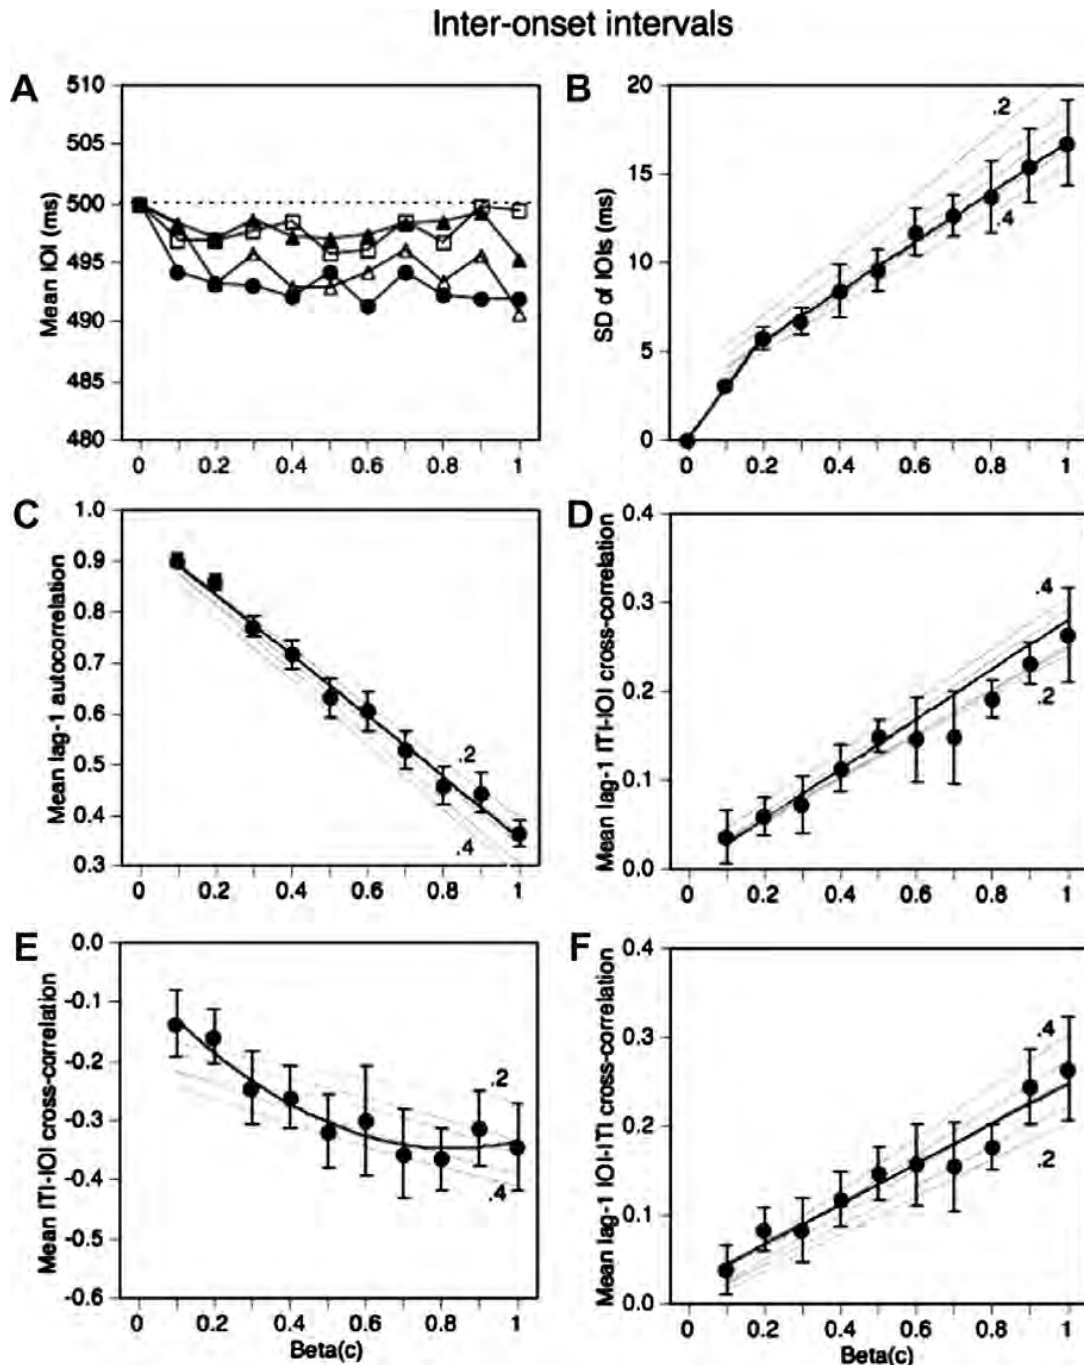 Inter-onset intervals
A
Mean IOI (ms)
510
505
500
495
490
485
480
0 0.2 0.4 0.6 0.8 1
B
SD of IOIs (ms)
20
15
10
5
0
.2
.4
0 0.2 0.4 0.6 0.8 1
C
Mean lag-1 autocorrelation
1.0
0.9
0.8
0.7
0.6
0.5
0.4
0.3
.2
.4
0 0.2 0.4 0.6 0.8 1
D
Mean lag-1 ITI-IOI cross-correlation
0.4
0.3
0.2
0.1
0.0
.4
.2
0 0.2 0.4 0.6 0.8 1
E
Mean ITI-IOI cross-correlation
0.0
-0.1
-0.2
-0.3
-0.4
-0.5
-0.6
.2
.4
0 0.2 0.4 0.6 0.8 1
Beta(c)
F
Mean lag-1 IOI-ITI cross-correlation
0.4
0.3
0.2
0.1
0.0
.4
.2
0 0.2 0.4 0.6 0.8 1
Beta(c)